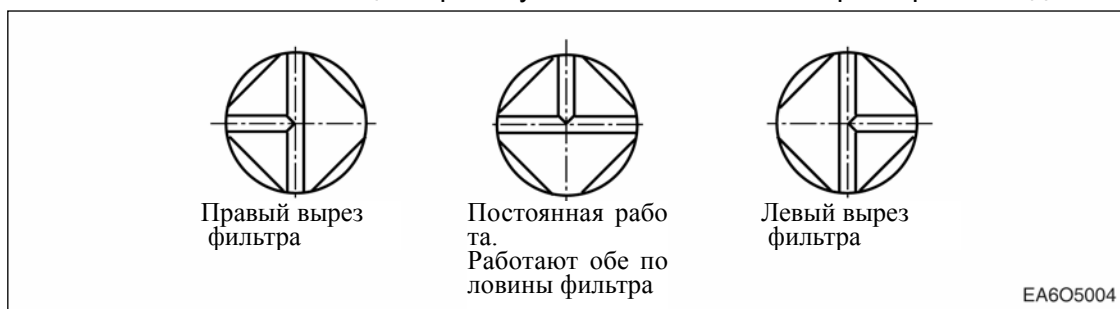 Правый вырез
фильтра
Постоянная рабо
та.
Работают обе по
ловины фильтра
Левый вырез
фильтра
EA6O5004